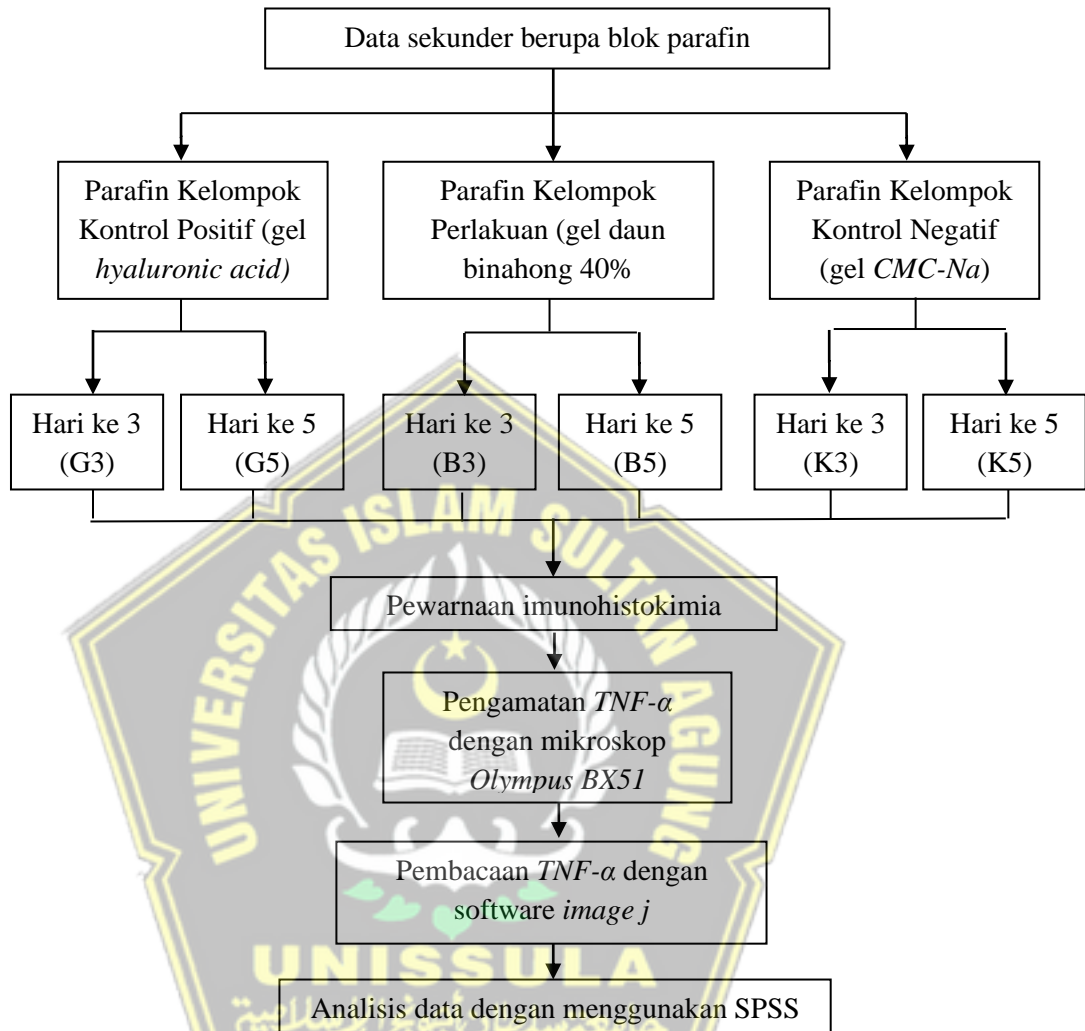 Data sekunder berupa blok parafin
Parafin Kelompok
Kontrol Positif (gel
hyaluronic acid)
Parafin Kelompok
Perlakuan (gel daun
binahong 40%
Parafin Kelompok
Kontrol Negatif
(gel CMC-Na)
Hari ke 3
(G3)
Hari ke 5
(G5)
Hari ke 3
(B3)
Hari ke 5
(B5)
Hari ke 3
(K3)
Hari ke 5
(K5)
UNIVERSITAS ISLAM SULTAN AGUNG
Pewarnaan imunohistokimia
Pengamatan TNF-α
dengan mikroskop
Olympus BX51
Pembacaan TNF-α dengan
software image j
UNISSULA
Analisis data dengan menggunakan SPSS